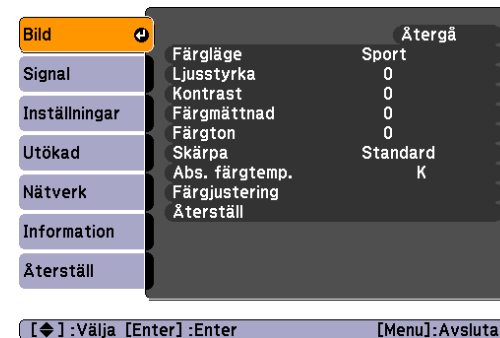 Bild
Signal
Inställningar
Utökad
Nätverk
Information
Återställ
Återgå
Färgläge Sport
Ljusstyrka 0
Kontrast 0
Färgmättnad 0
Färgton 0
Skärpa Standard
Abs. färgtemp. K
Färgjustering
Återställ
[◆] :Välja [Enter] :Enter [Menu]:Avsluta